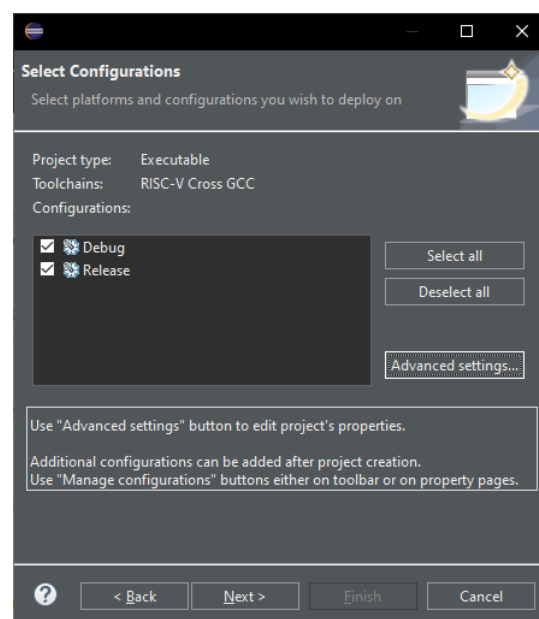 Select Configurations
Select platforms and configurations you wish to deploy on
Project type: Executable
Toolchains: RISC-V Cross GCC
Configurations:
Debug
Release
Select all
Deselect all
Advanced settings...
Use "Advanced settings" button to edit project's properties.
Additional configurations can be added after project creation.
Use "Manage configurations" buttons either on toolbar or on property pages.
? < Back Next > Finish Cancel